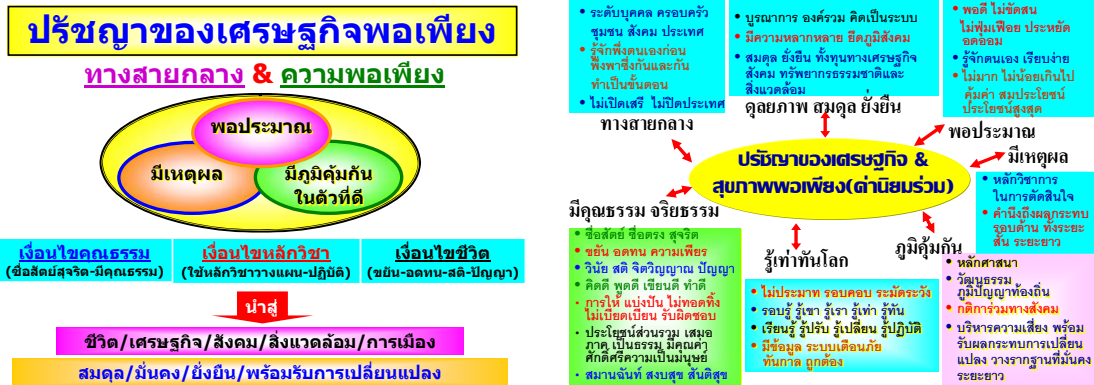 ปรัชญาของเศรษฐกิจพอเพียง
ทางสายกลาง & ความพอเพียง
พอประมาณ
มีเหตุผล
มีภูมิคุ้มกัน
ในตัวที่ดี
เงื่อนไขคุณธรรม
(ซื่อสัตย์สุจริต-มีคุณธรรม)
เงื่อนไขหลักวิชา
(ใช้หลักวิชาวางแผน-ปฏิบัติ)
เงื่อนไขชีวิต
(ขยัน-อดทน-สติ-ปัญญา)
นำสู่
ชีวิต/เศรษฐกิจ/สังคม/สิ่งแวดล้อม/การเมือง
สมดุล/มั่นคง/ยั่งยืน/พร้อมรับการเปลี่ยนแปลง
• ระดับบุคคล ครอบครัว
ชุมชน สังคม ประเทศ
• รู้จักพึ่งตนเองก่อน
พึ่งพาซึ่งกันและกัน
ทำเป็นขั้นตอน
• ไม่เปิดเสรี ไม่ปิดประเทศ
ทางสายกลาง
• บูรณาการ องค์รวม คิดเป็นระบบ
• มีความหลากหลาย ยึดภูมิสังคม
• สมดุล ยั่งยืน ทั้งทุนทางเศรษฐกิจ
สังคม ทรัพยากรธรรมชาติและ
สิ่งแวดล้อม
ดุลยภาพ สมดุล ยั่งยืน
• พอดี ไม่ขัดสน
ไม่ฟุ่มเฟือย ประหยัด
อดออม
• รู้จักตนเอง เรียบง่าย
• ไม่มาก ไม่น้อยเกินไป
คุ้มค่า สมประโยชน์
ประโยชน์สูงสุด
พอประมาณ
ปรัชญาของเศรษฐกิจ &
สุขภาพพอเพียง(ค่านิยมร่วม)
มีเหตุผล
• หลักวิชาการ
ในการตัดสินใจ
• คำนึงถึงผลกระทบ
รอบด้าน ทั้งระยะ
สั้น ระยะยาว
มีคุณธรรม จริยธรรม
• ซื่อสัตย์ ซื่อตรง สุจริต
• ขยัน อดทน ความเพียร
• วินัย สติ จิตวิญญาณ ปัญญา
• คิดดี พูดดี เขียนดี ทำดี
• การให้ แบ่งปัน ไม่ทอดทิ้ง
ไม่เบียดเบียน รับผิดชอบ
• ประโยชน์ส่วนรวม เสมอ
ภาค เป็นธรรม มีคุณค่า
ศักดิ์ศรีความเป็นมนุษย์
• สมานฉันท์ สงบสุข สันติสุข
รู้เท่าทันโลก
• ไม่ประมาท รอบคอบ ระมัดระวัง
• รอบรู้ รู้เขา รู้เรา รู้เท่า รู้ทัน
• เรียนรู้ รู้ปรับ รู้เปลี่ยน รู้ปฏิบัติ
• มีข้อมูล ระบบเตือนภัย
ทันกาล ถูกต้อง
ภูมิคุ้มกัน
• หลักศาสนา
• วัฒนธรรม
ภูมิปัญญาท้องถิ่น
• กติการ่วมทางสังคม
• บริหารความเสี่ยง พร้อม
รับผลกระทบการเปลี่ยน
แปลง วางรากฐานที่มั่นคง
ระยะยาว